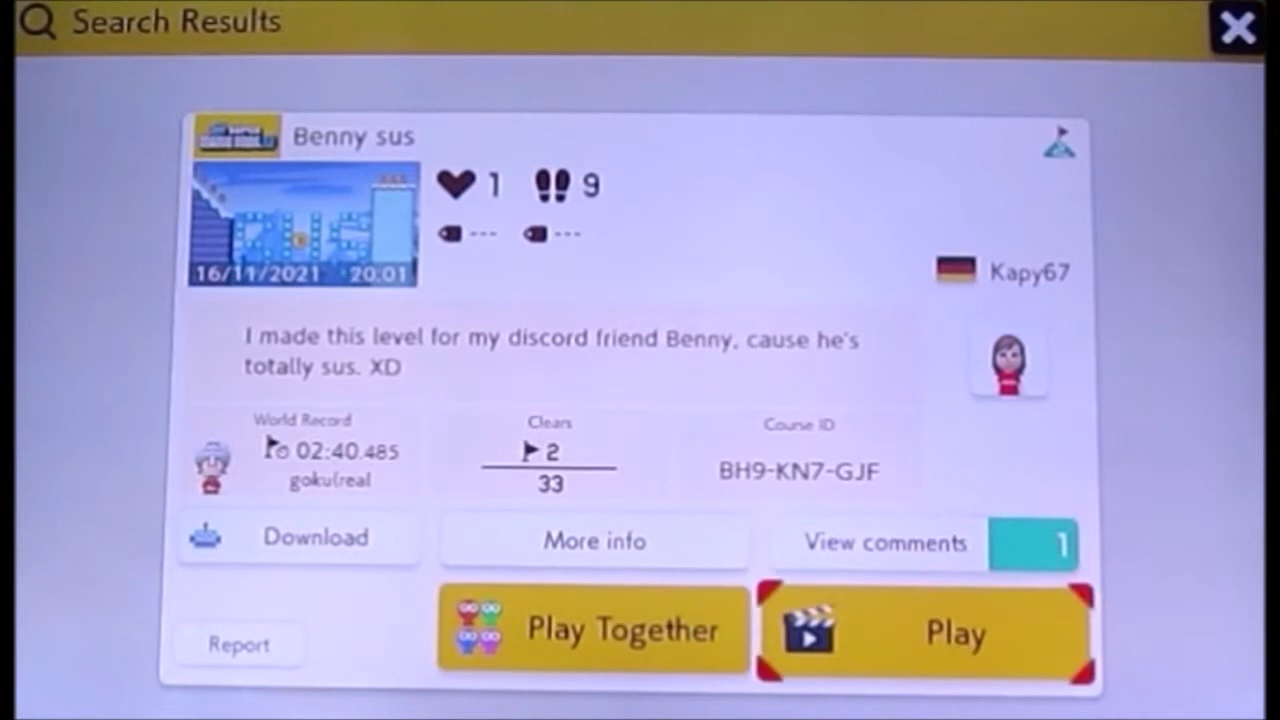 Search Results
Benny sus
1 9
--- ---
16/11/2021 20:01
Kapy67
I made this level for my discord friend Benny, cause he's
totally sus. XD
World Record
02:40.485
goku(real
Clears
2
33
Course ID
BH9-KN7-GJF
Download
More info
View comments 1
Report
Play Together
Play